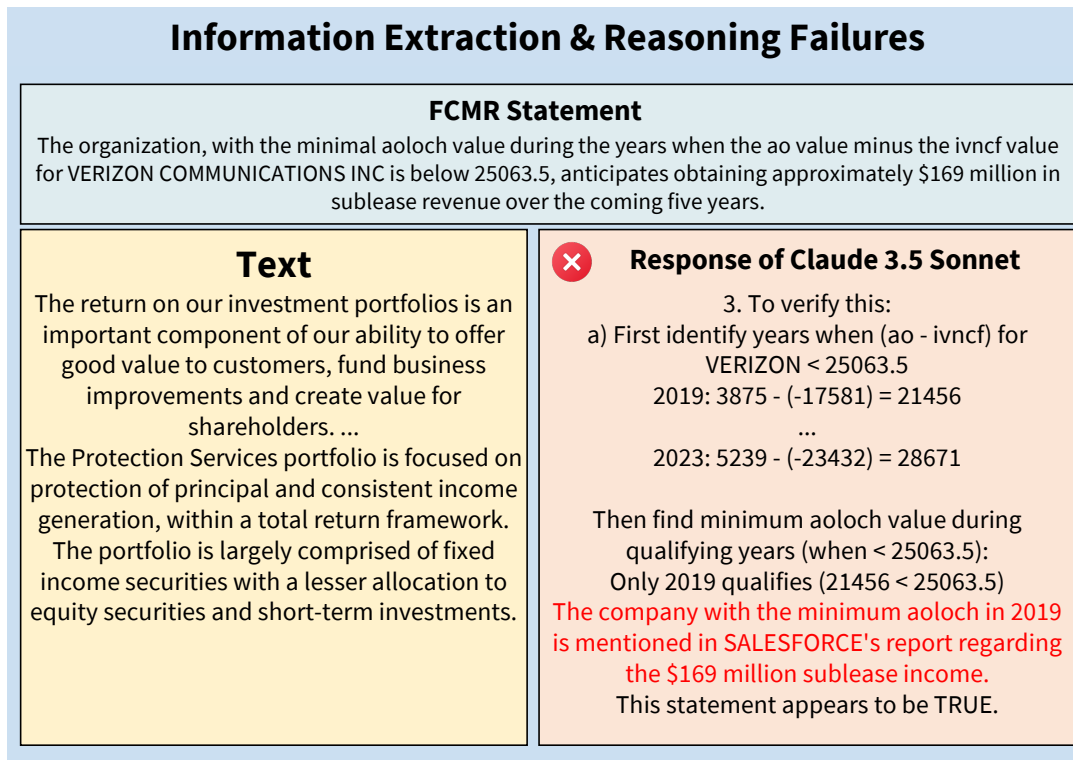 Information Extraction & Reasoning Failures
FCMR Statement
The organization, with the minimal aoloch value during the years when the ao value minus the ivncf value
for VERIZON COMMUNICATIONS INC is below 25063.5, anticipates obtaining approximately $169 million in
sublease revenue over the coming five years.
Text
The return on our investment portfolios is an
important component of our ability to offer
good value to customers, fund business
improvements and create value for
shareholders. ...
The Protection Services portfolio is focused on
protection of principal and consistent income
generation, within a total return framework.
The portfolio is largely comprised of fixed
income securities with a lesser allocation to
equity securities and short-term investments.
Response of Claude 3.5 Sonnet
3. To verify this:
a) First identify years when (ao - ivncf) for
VERIZON < 25063.5
2019: 3875 - (-17581) = 21456
...
2023: 5239 - (-23432) = 28671
Then find minimum aoloch value during
qualifying years (when < 25063.5):
Only 2019 qualifies (21456 < 25063.5)
The company with the minimum aoloch in 2019
is mentioned in SALESFORCE's report regarding
the $169 million sublease income.
This statement appears to be TRUE.